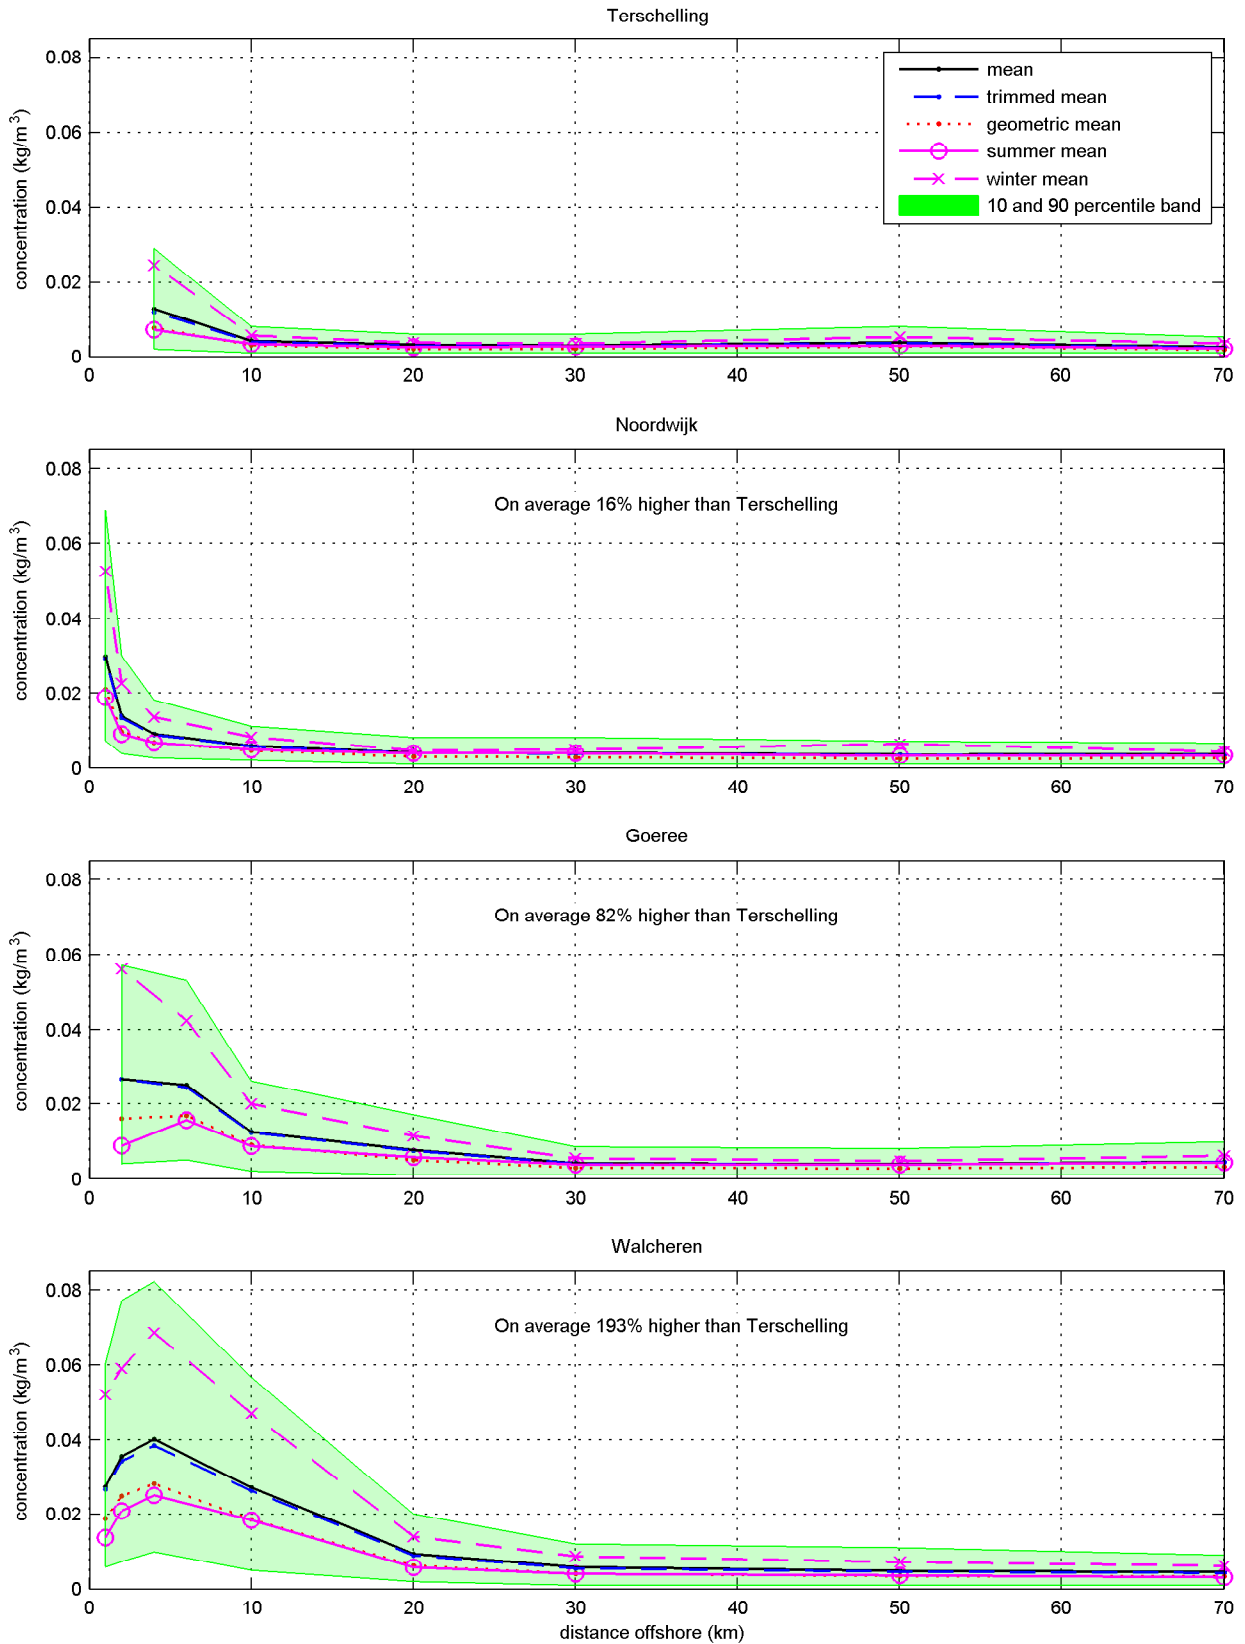 Terschelling
concentration (kg/m³)
0.08
0.06
0.04
0.02
0
0 10 20 30 40 50 60 70
mean
trimmed mean
geometric mean
summer mean
winter mean
10 and 90 percentile band
Noordwijk
On average 16% higher than Terschelling
concentration (kg/m³)
0.08
0.06
0.04
0.02
0
0 10 20 30 40 50 60 70
Goeree
On average 82% higher than Terschelling
concentration (kg/m³)
0.08
0.06
0.04
0.02
0
0 10 20 30 40 50 60 70
Walcheren
On average 193% higher than Terschelling
concentration (kg/m³)
0.08
0.06
0.04
0.02
0
0 10 20 30 40 50 60 70
distance offshore (km)